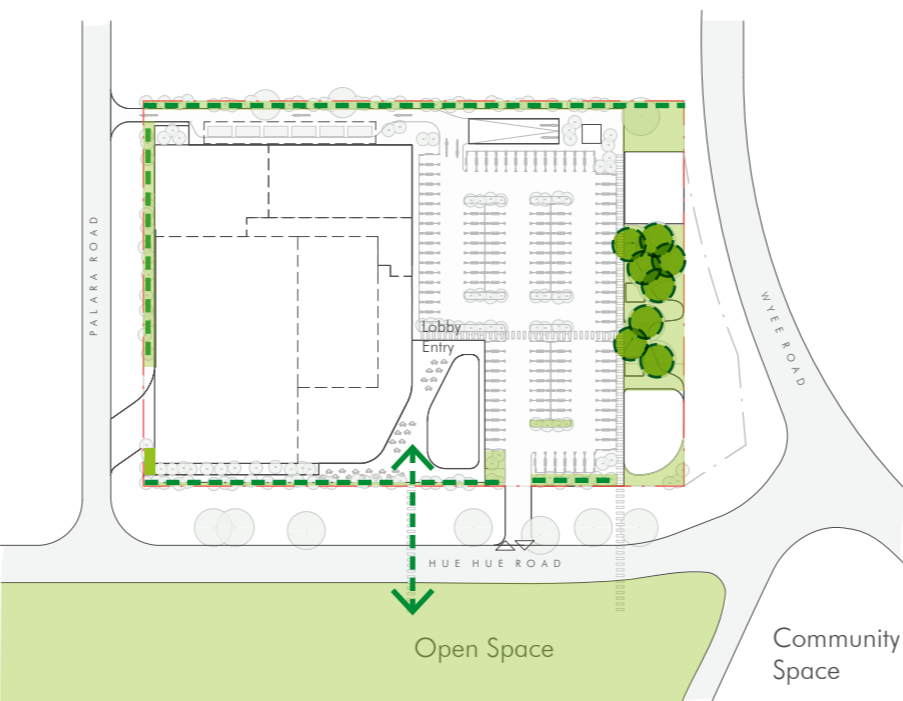 PALARA ROAD
Lobby
Entry
WYEE ROAD
HUE HUE ROAD
Open Space
Community
Space